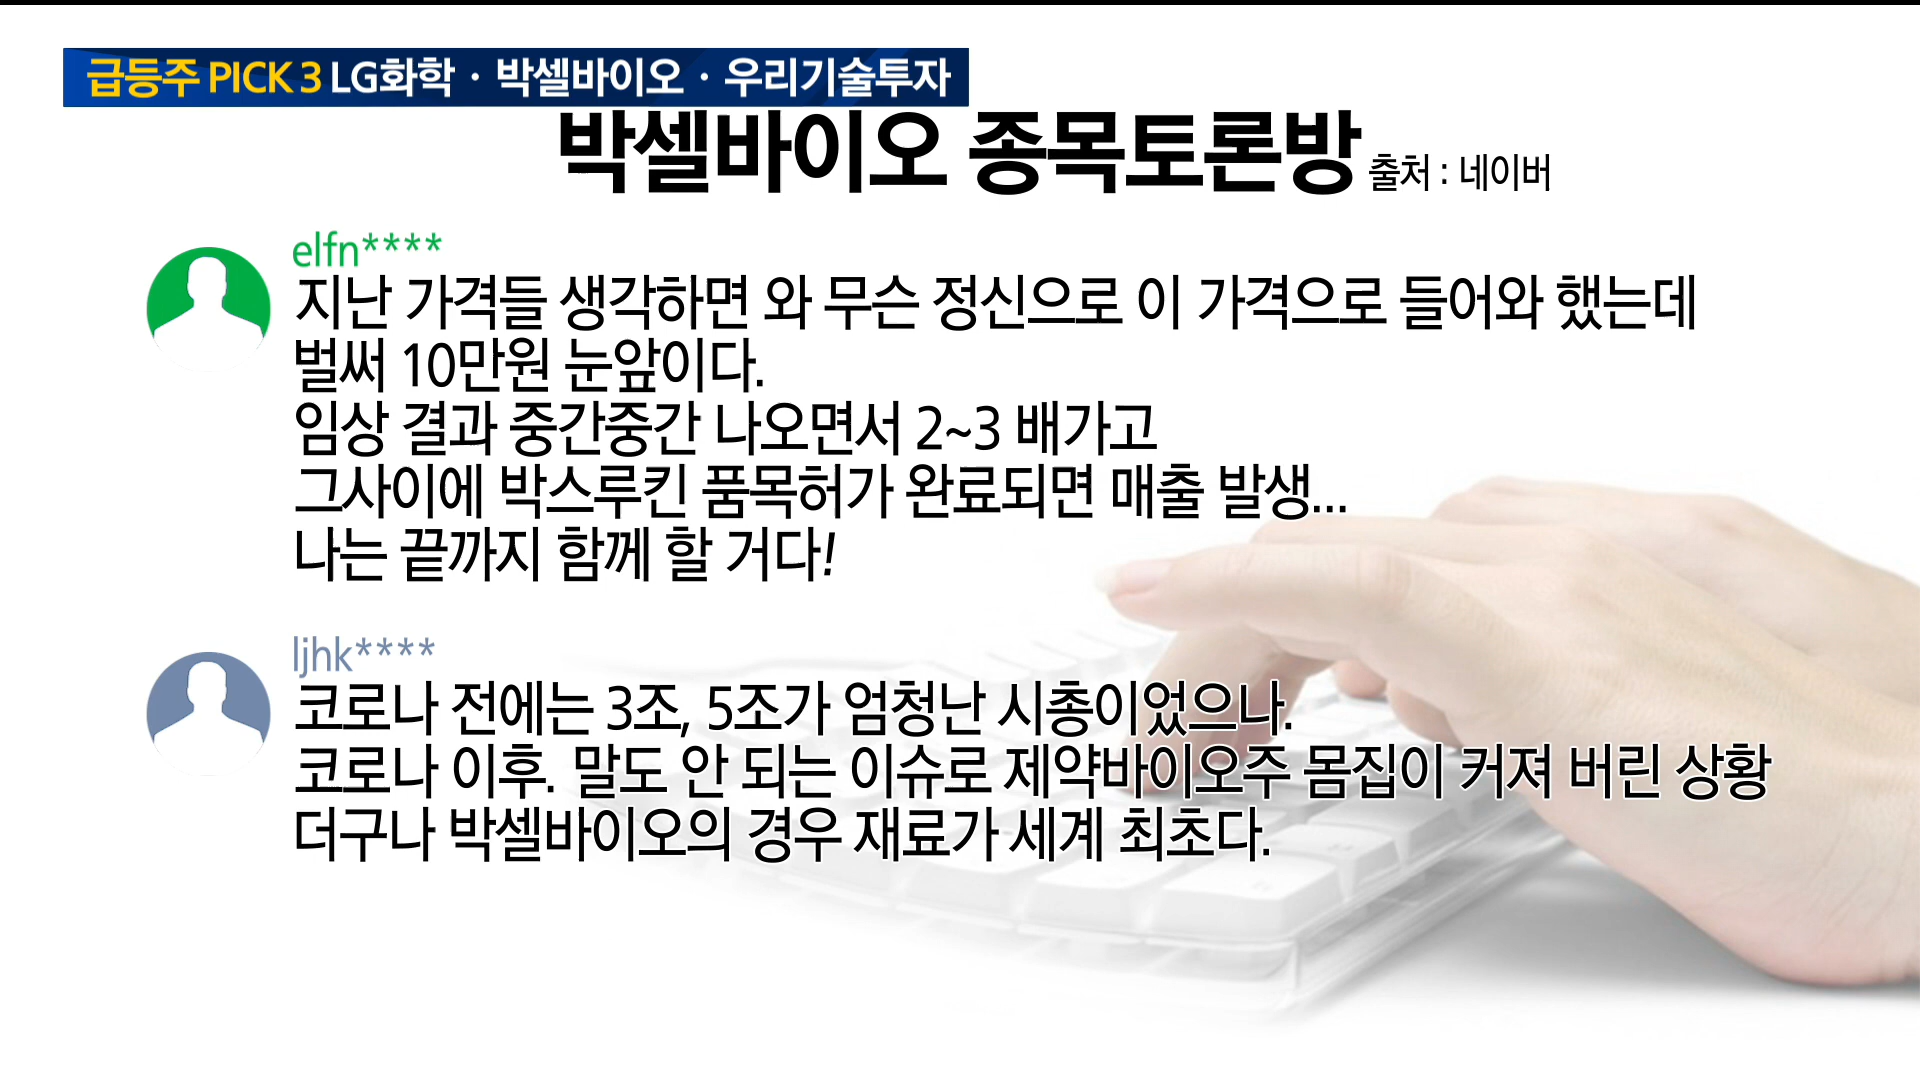 급등주 PICK 3 LG화학 · 박셀바이오 · 우리기술투자
박셀바이오 종목토론방 출처 : 네이버
elfn****
지난 가격들 생각하면 와 무슨 정신으로 이 가격으로 들어와 했는데
벌써 10만원 눈앞이다.
임상 결과 중간중간 나오면서 2~3 배가고
그사이에 박스루킨 품목허가 완료되면 매출 발생...
나는 끝까지 함께 할 거다!
ljhk****
코로나 전에는 3조, 5조가 엄청난 시총이었으나.
코로나 이후. 말도 안 되는 이슈로 제약바이오주 몸집이 커져 버린 상황
더구나 박셀바이오의 경우 재료가 세계 최초다.